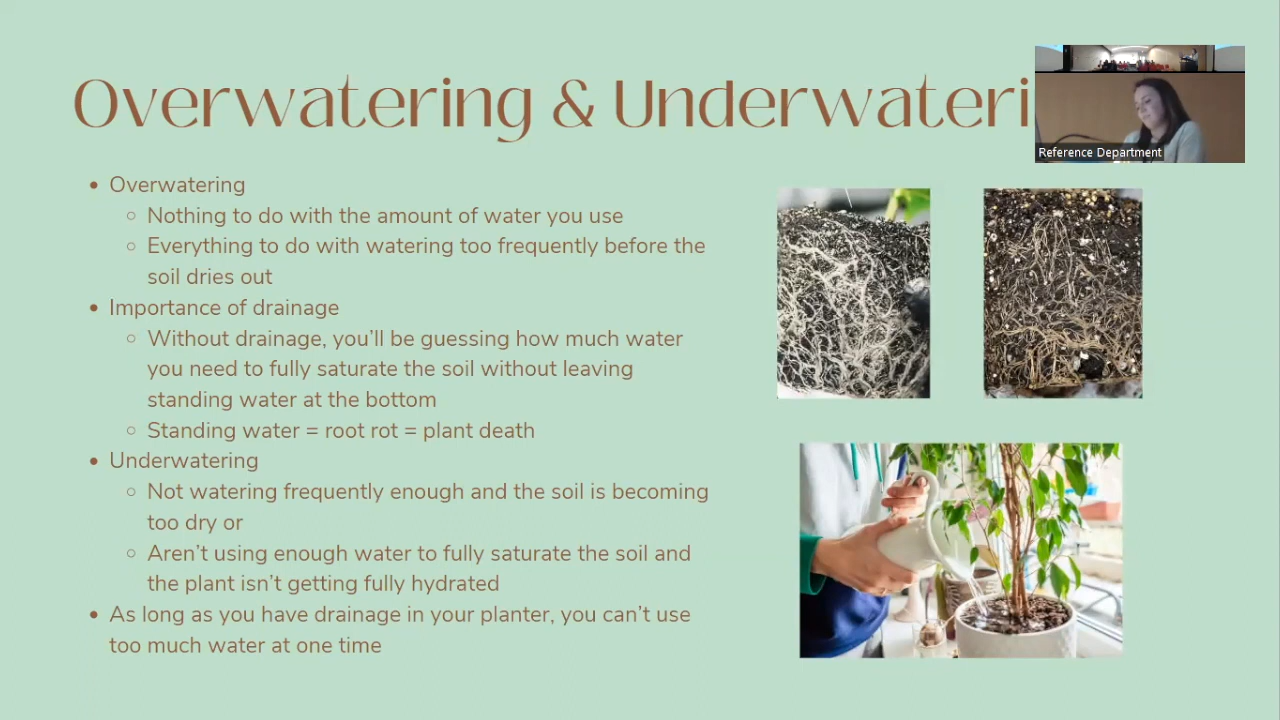 Overwatering & Underwateri
Reference Department
• Overwatering
○ Nothing to do with the amount of water you use
○ Everything to do with watering too frequently before the
soil dries out
• Importance of drainage
○ Without drainage, you’ll be guessing how much water
you need to fully saturate the soil without leaving
standing water at the bottom
○ Standing water = root rot = plant death
• Underwatering
○ Not watering frequently enough and the soil is becoming
too dry or
○ Aren’t using enough water to fully saturate the soil and
the plant isn’t getting fully hydrated
• As long as you have drainage in your planter, you can’t use
too much water at one time